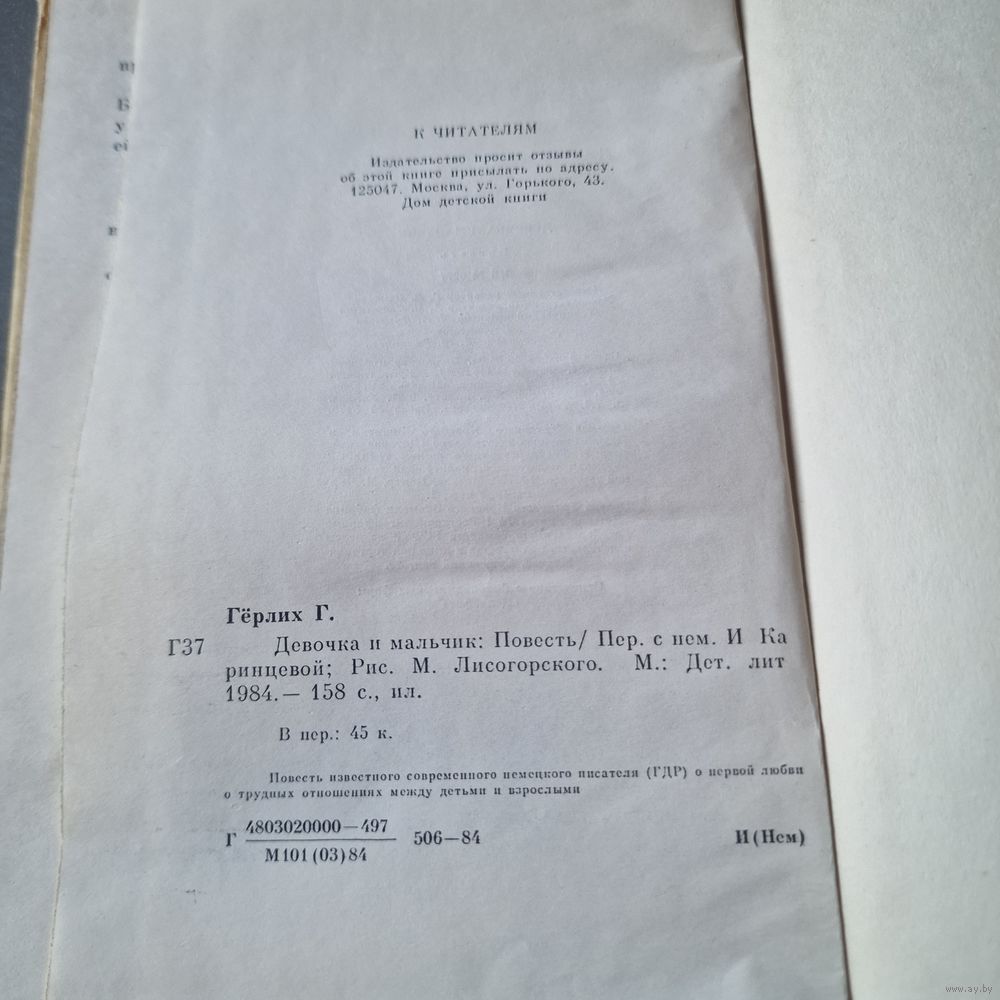 К ЧИТАТЕЛЯМ
Издательство просит отзывы
об этой книге присылать по адресу.
125047. Москва, ул. Горького, 43.
Дом детской книги
Гёрлих Г.
Г37 Девочка и мальчик: Повесть/ Пер. с нем. И Ка
ринцевой; Рис. М. Лисогорского. М.: Дет. лит
1984.— 158 с., ил.
В пер.: 45 к.
Повесть известного современного немецкого писателя (ГДР) о первой любви
о трудных отношениях между детьми и взрослыми
Г 4803020000—497 506—84 И(Нем)
М101(03)84
www.ay.by